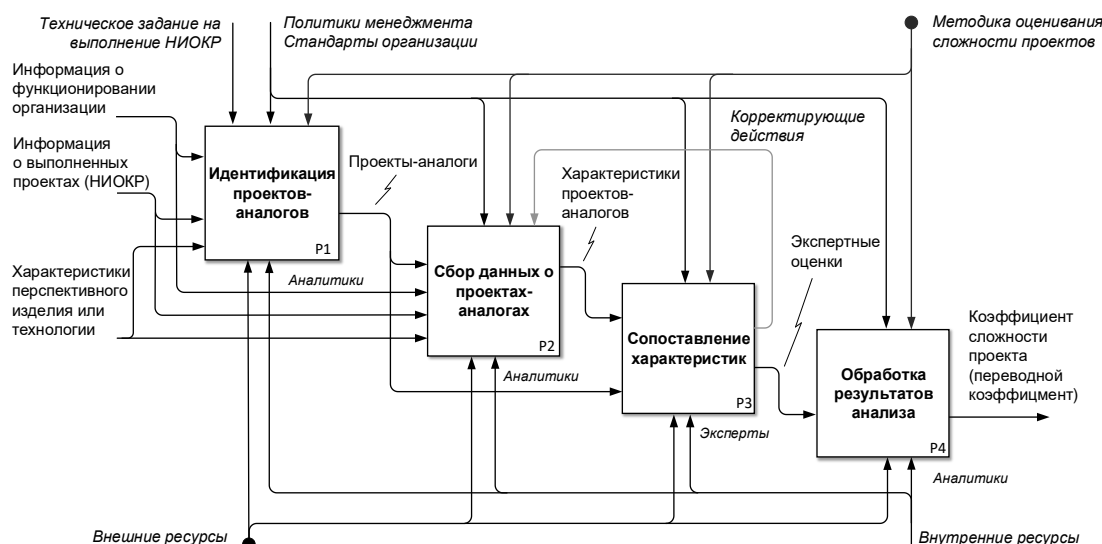 Техническое задание на
выполнение НИОКР
Политики менеджмента
Стандарты организации
Методика оценивания
сложности проектов
Информация о
функционировании
организации
Информация
о выполненных
проектах (НИОКР)
Характеристики
перспективного
изделия или
технологии
Идентификация
проектов-
аналогов
P1
Проекты-аналоги
Аналитики
Сбор данных о
проектах-
аналогах
P2
Аналитики
Характеристики
проектов-
аналогов
Корректирующие
действия
Сопоставление
характеристик
P3
Эксперты
Экспертные
оценки
Обработка
результатов
анализа
P4
Аналитики
Коэффициент
сложности
проекта
(переводной
коэффицмент)
Внешние ресурсы
Внутренние ресурсы